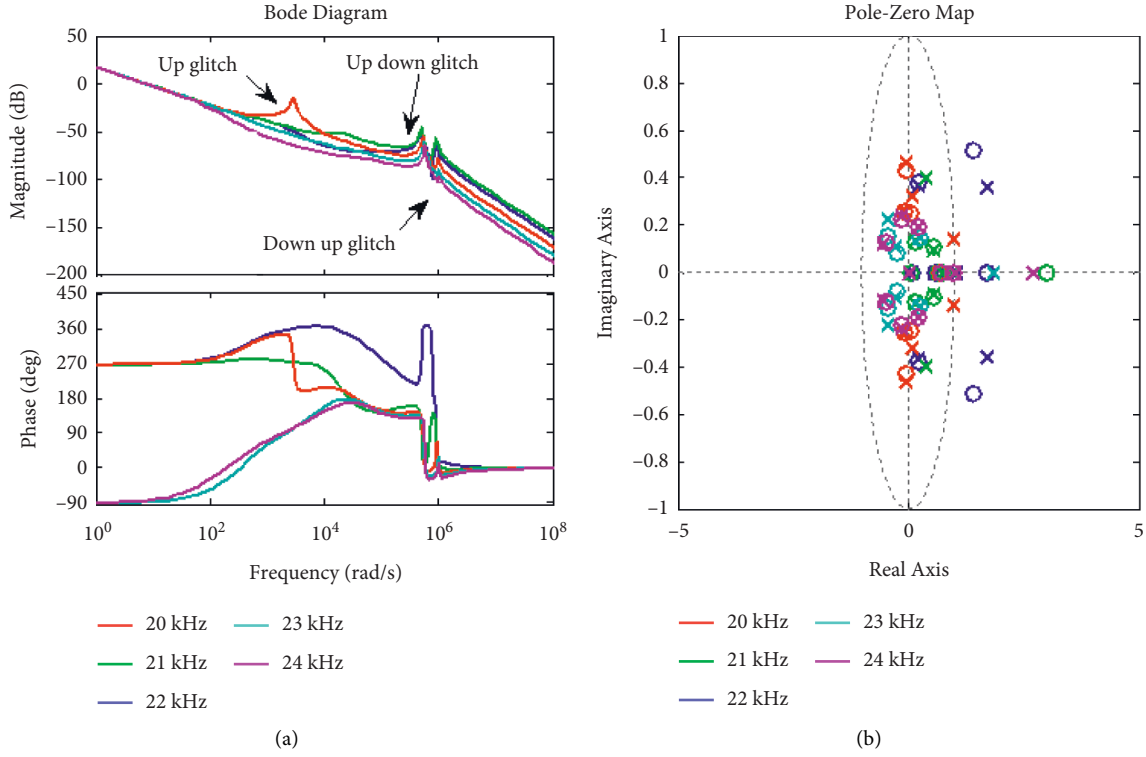 Bode Diagram
50
0
−50
−100
−150
−200
Magnitude (dB)
Up glitch
Up down glitch
Down up glitch
450
360
270
180
90
0
−90
Phase (deg)
10^0
10^2
10^4
10^6
10^8
Frequency (rad/s)
20 kHz
21 kHz
22 kHz
23 kHz
24 kHz
(a)
Pole-Zero Map
1
0.8
0.6
0.4
0.2
0
−0.2
−0.4
−0.6
−0.8
−1
Imaginary Axis
−5
0
5
Real Axis
20 kHz
21 kHz
22 kHz
23 kHz
24 kHz
(b)